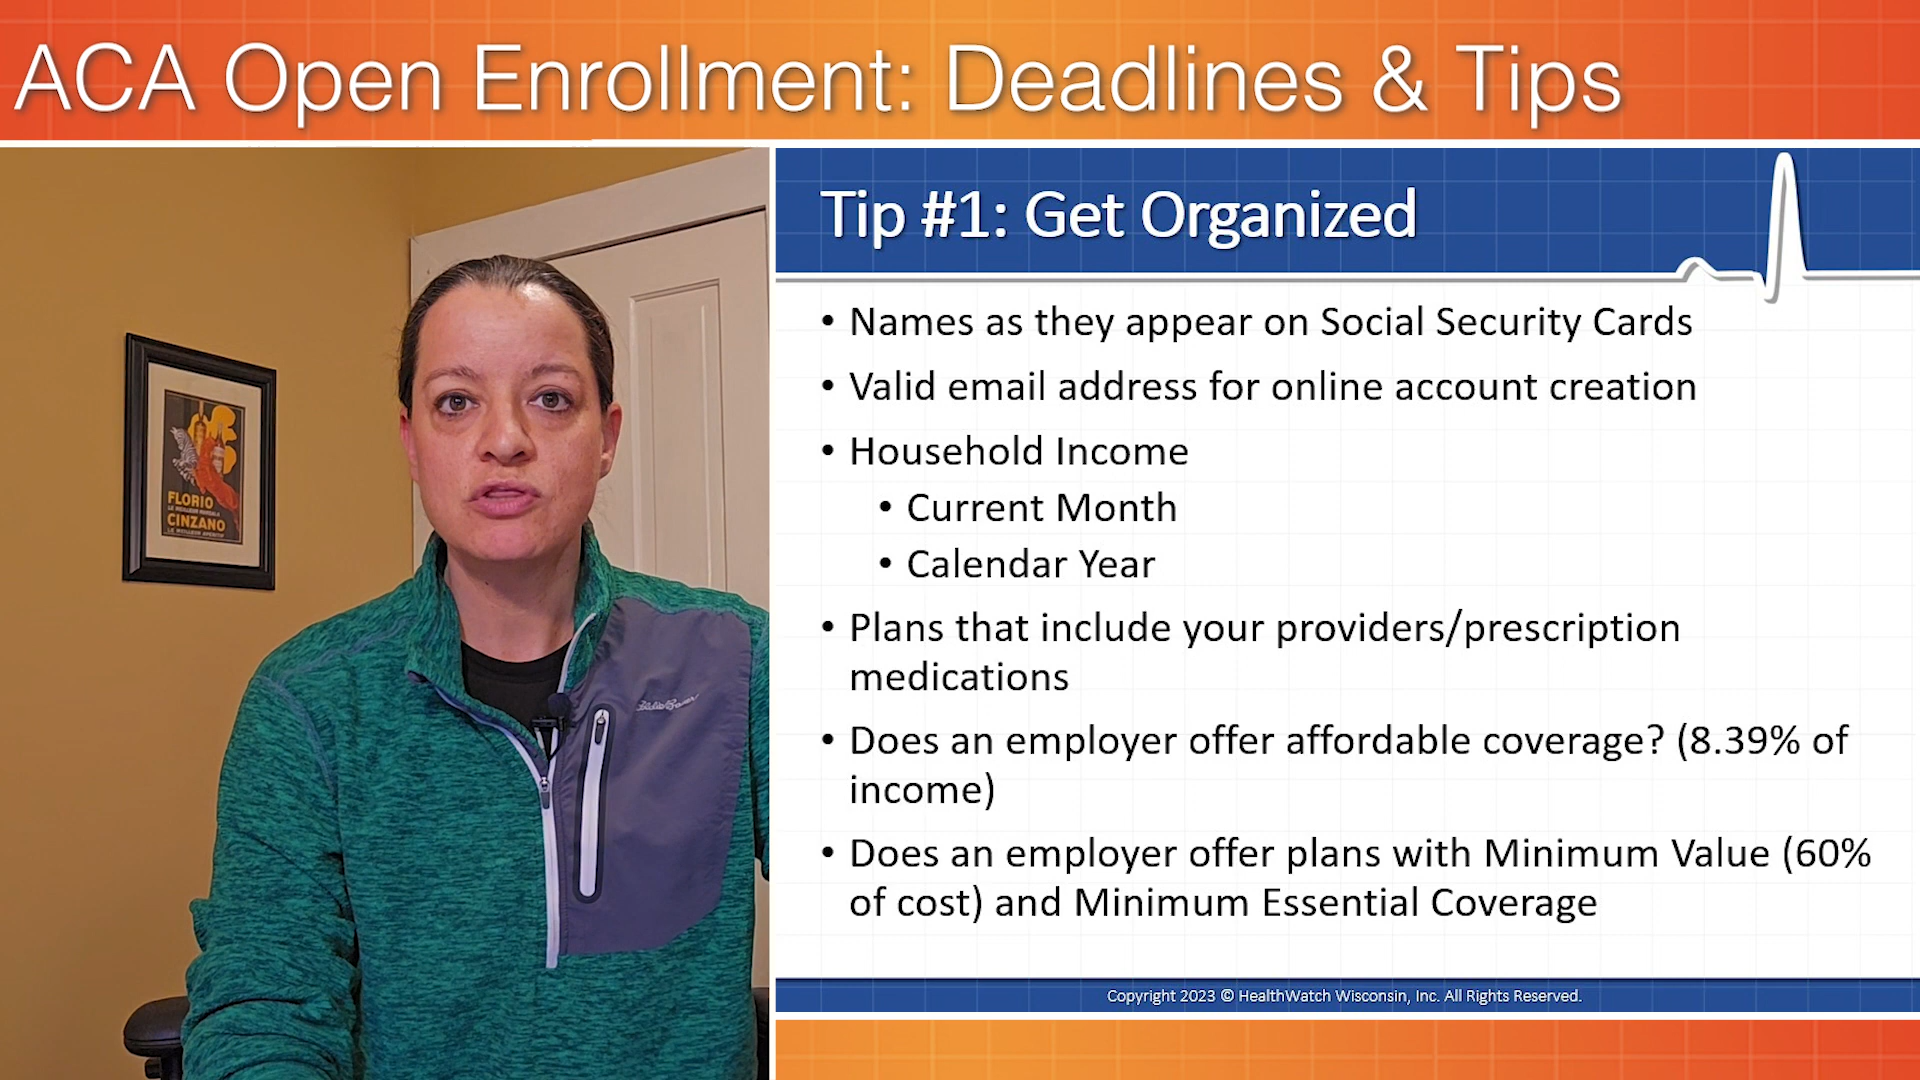 ACA Open Enrollment: Deadlines & Tips
Tip #1: Get Organized
• Names as they appear on Social Security Cards
• Valid email address for online account creation
• Household Income
• Current Month
• Calendar Year
• Plans that include your providers/prescription
medications
• Does an employer offer affordable coverage? (8.39% of
income)
• Does an employer offer plans with Minimum Value (60%
of cost) and Minimum Essential Coverage
Copyright 2023 © HealthWatch Wisconsin, Inc. All Rights Reserved.
FLORIO
CINZANO
Eddie Bauer